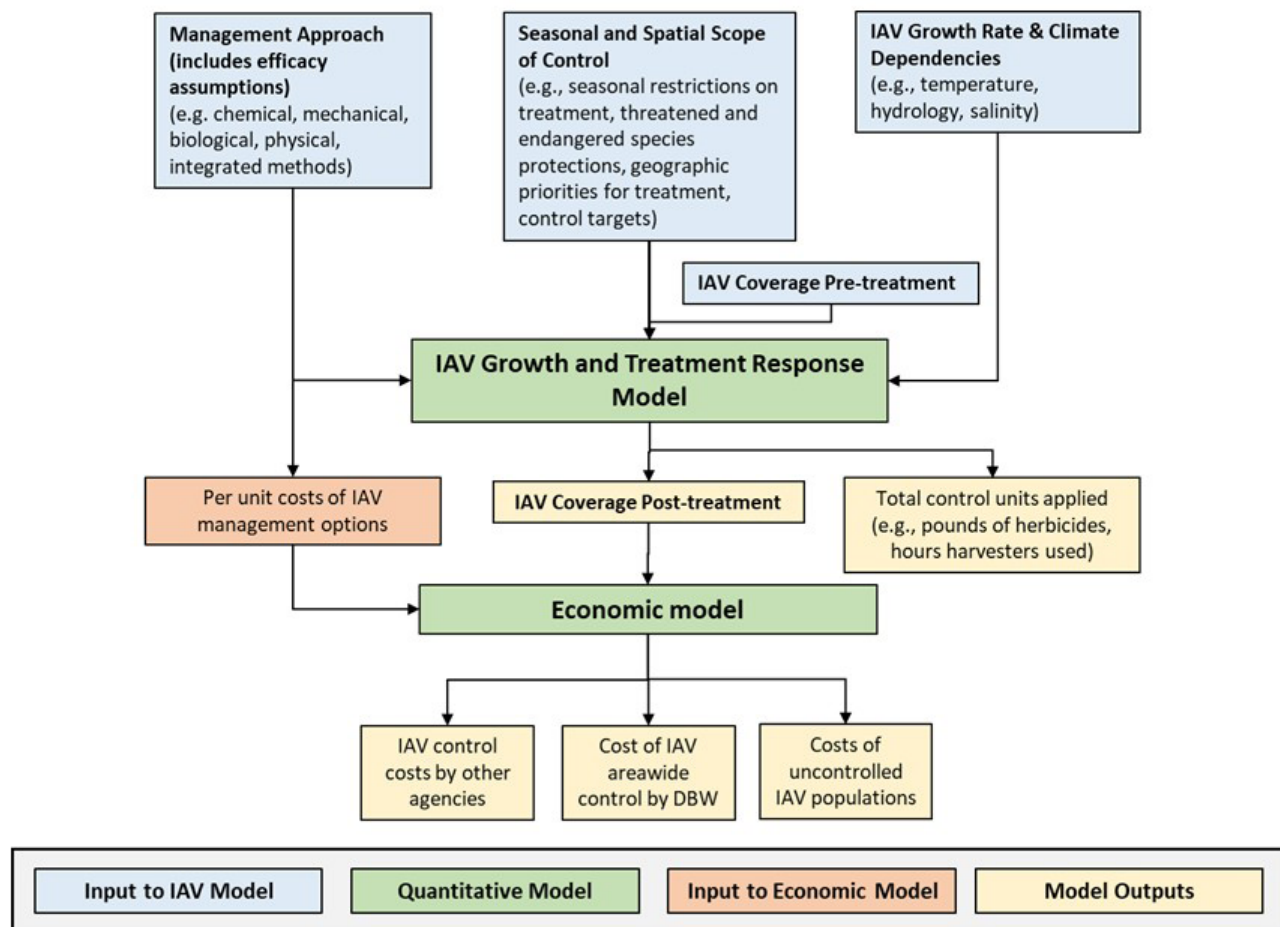 Management Approach
(includes efficacy
assumptions)
(e.g. chemical, mechanical,
biological, physical,
integrated methods)
Seasonal and Spatial Scope
of Control
(e.g., seasonal restrictions on
treatment, threatened and
endangered species
protections, geographic
priorities for treatment,
control targets)
IAV Growth Rate & Climate
Dependencies
(e.g., temperature,
hydrology, salinity)
IAV Coverage Pre-treatment
IAV Growth and Treatment Response
Model
Per unit costs of IAV
management options
IAV Coverage Post-treatment
Total control units applied
(e.g., pounds of herbicides,
hours harvesters used)
Economic model
IAV control
costs by other
agencies
Cost of IAV
areawide
control by DBW
Costs of
uncontrolled
IAV populations
Input to IAV Model
Quantitative Model
Input to Economic Model
Model Outputs